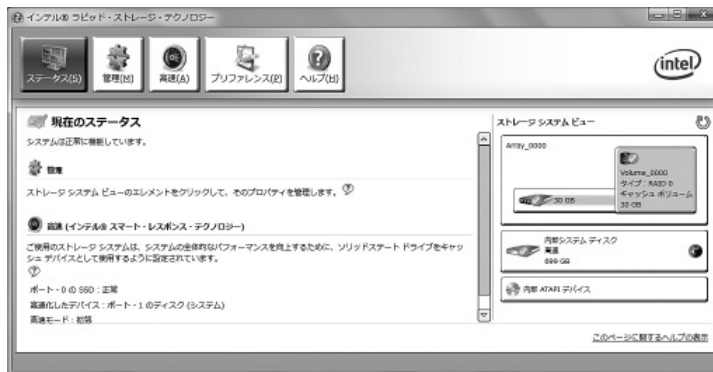 インテル® ラピッド・ストレージ・テクノロジー
ステータス(S)
管理(M)
高速(A)
プリファレンス(P)
ヘルプ(H)
intel
現在のステータス
システムは正常に機能しています。
管理
ストレージ システム ビューのエレメントをクリックして、そのプロパティを管理します。
高速 (インテル® スマート・レスポンス・テクノロジー)
ご使用のストレージ システムは、システムの全体的なパフォーマンスを向上するために、ソリッドステート ドライブをキャッ
シュ デバイスとして使用するように設定されています。
ポート - 0 の SSD : 正常
高速化したデバイス : ポート - 1 のディスク (システム)
高速モード : 拡張
ストレージ システム ビュー
Array_0000
30 GB
Volume_0000
タイプ : RAID 0
キャッシュ ボリューム
30 GB
内部システム ディスク
高速
699 GB
内部 ATAPI デバイス
このページに関するヘルプの表示